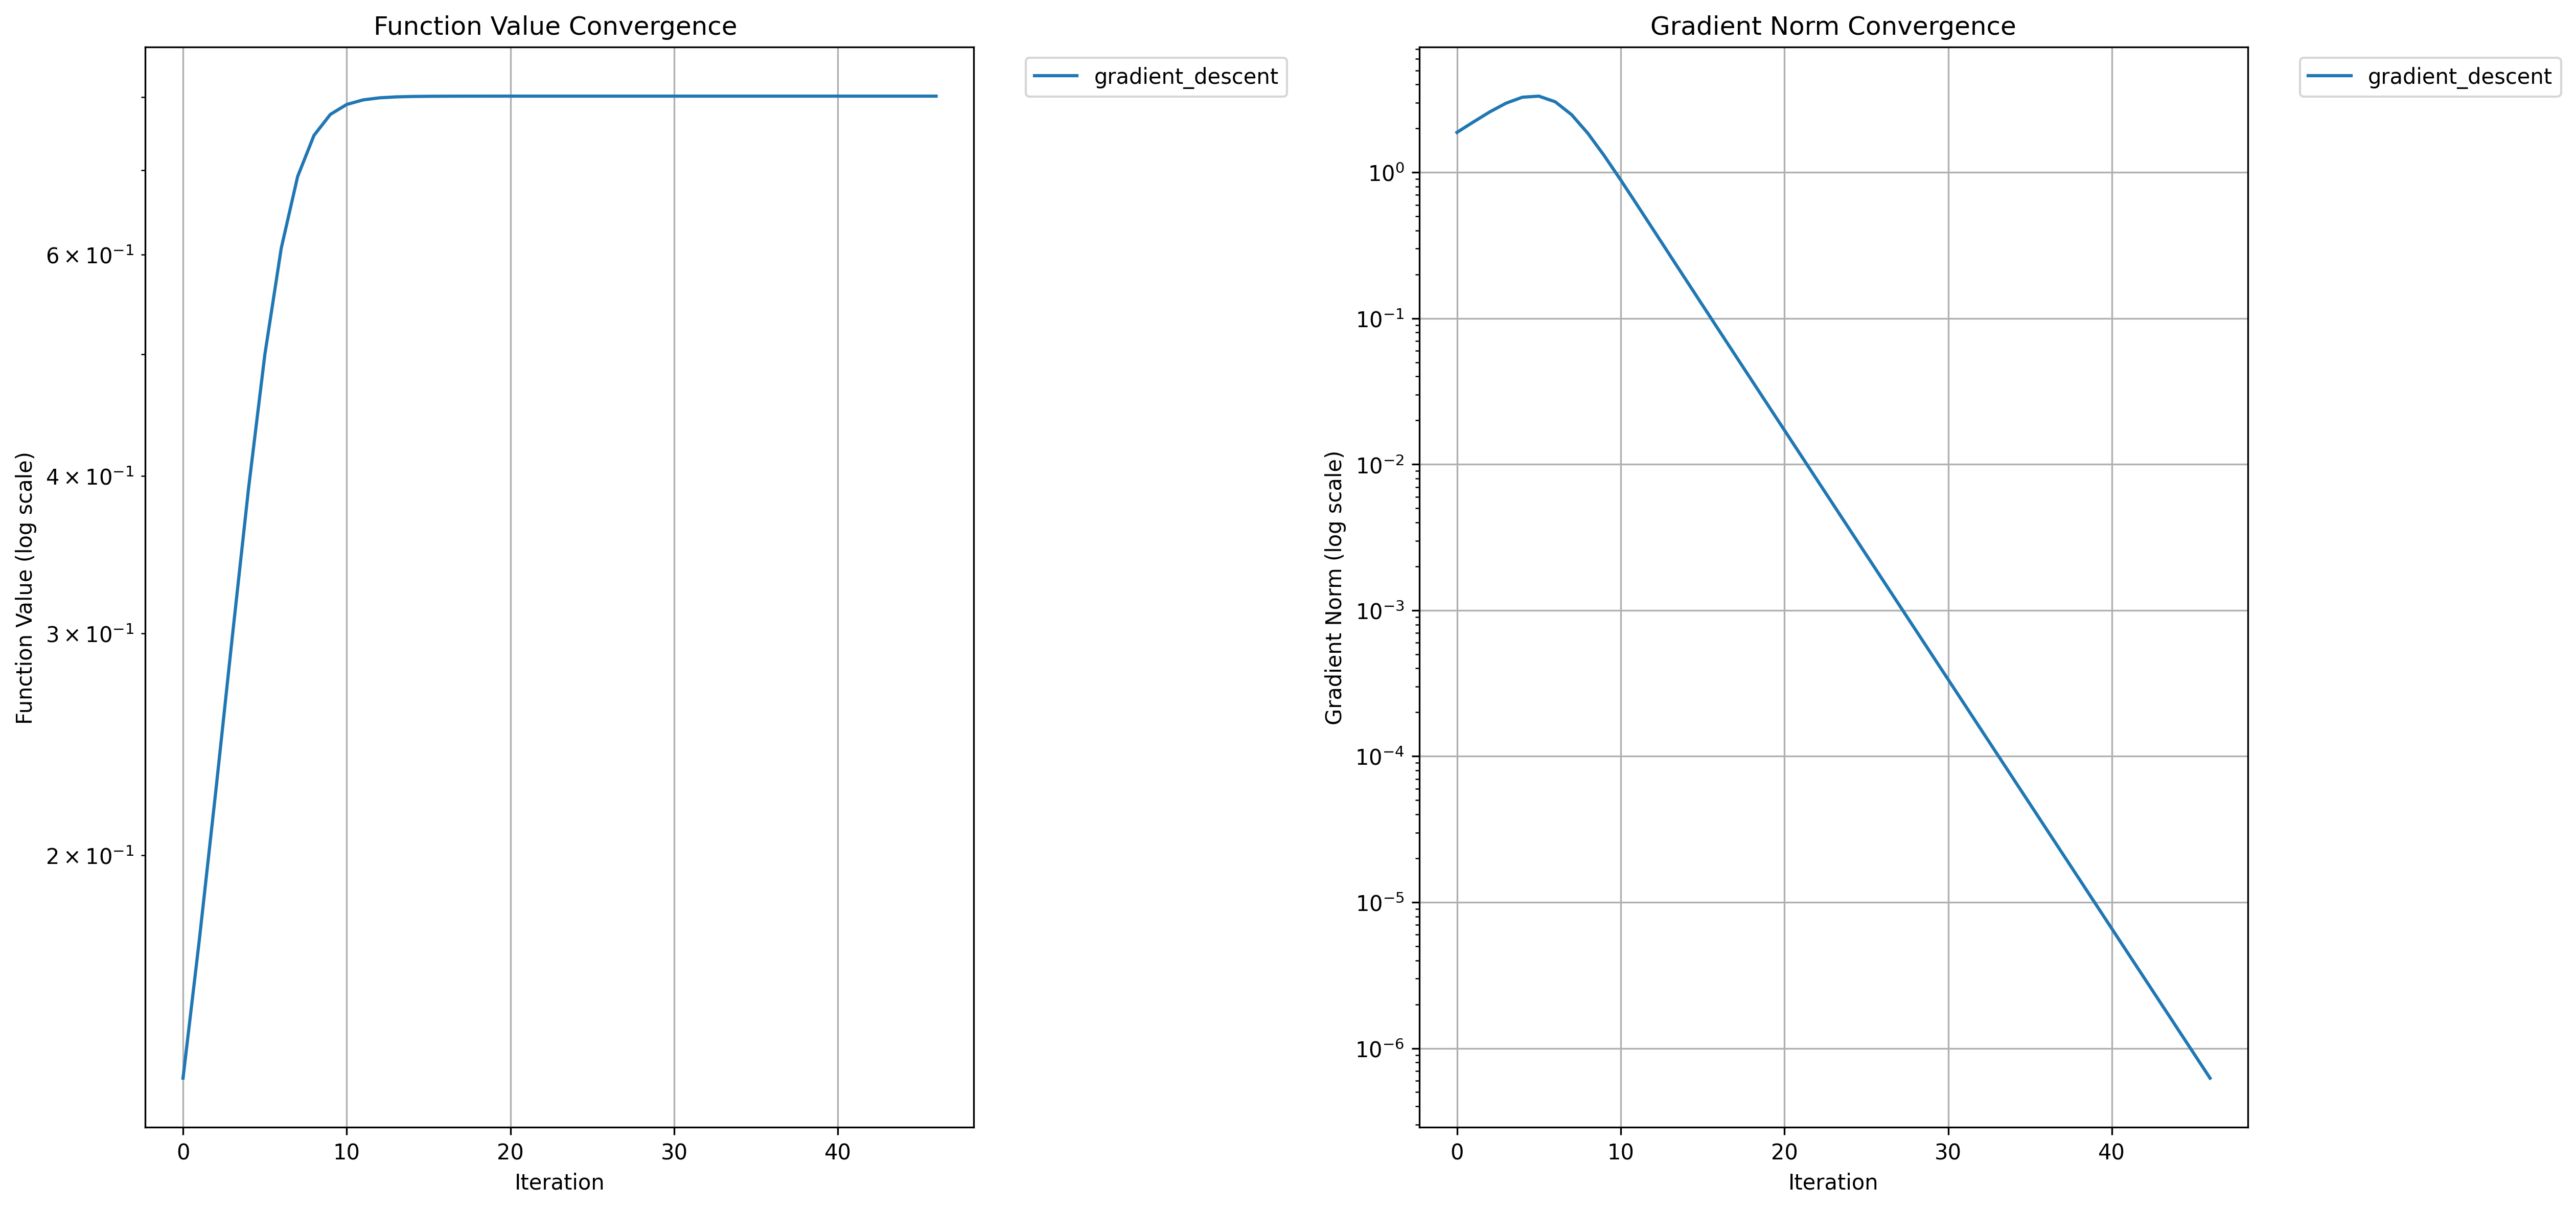 Function Value Convergence
Function Value (log scale)
6 × 10⁻¹
4 × 10⁻¹
3 × 10⁻¹
2 × 10⁻¹
0 10 20 30 40
Iteration
gradient_descent
Gradient Norm Convergence
Gradient Norm (log scale)
10⁰
10⁻¹
10⁻²
10⁻³
10⁻⁴
10⁻⁵
10⁻⁶
0 10 20 30 40
Iteration
gradient_descent